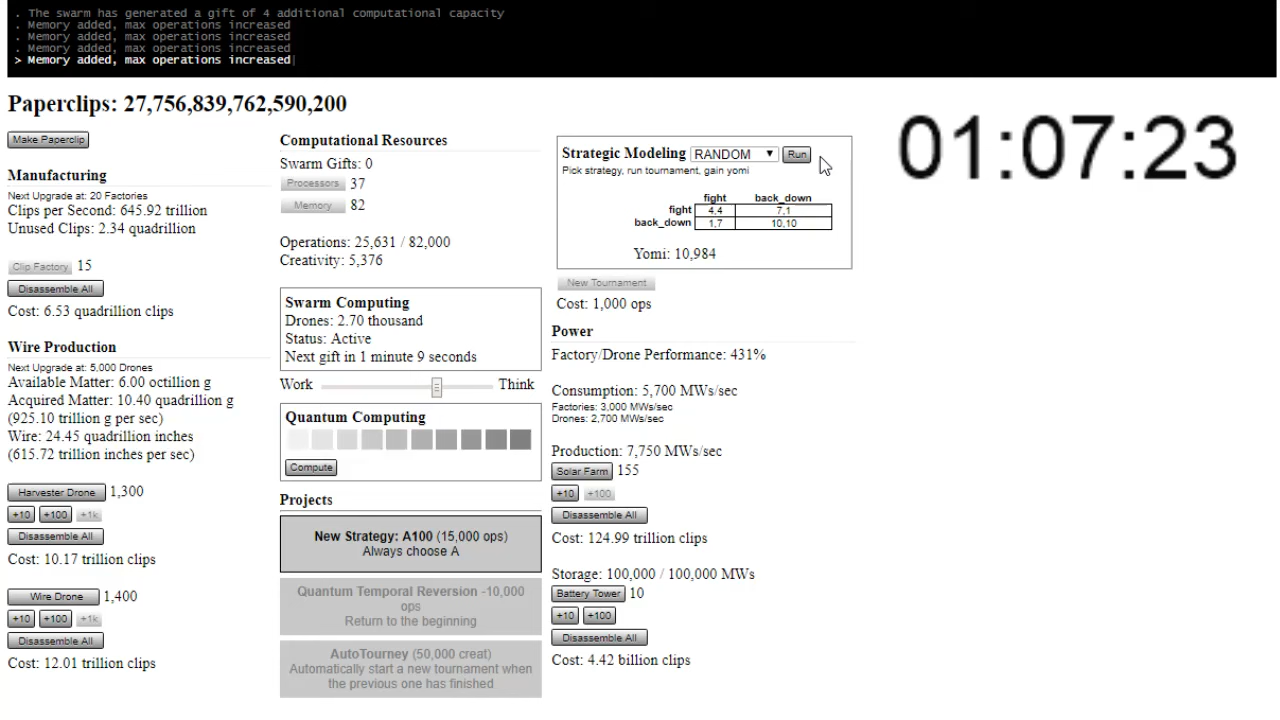 . The swarm has generated a gift of 4 additional computational capacity
. Memory added, max operations increased
. Memory added, max operations increased
. Memory added, max operations increased
> Memory added, max operations increased
Paperclips: 27,756,839,762,590,200
Make Paperclip
Manufacturing
Next Upgrade at: 20 Factories
Clips per Second: 645.92 trillion
Unused Clips: 2.34 quadrillion
Clip Factory 15
Disassemble All
Cost: 6.53 quadrillion clips
Wire Production
Next Upgrade at: 5,000 Drones
Available Matter: 6.00 octillion g
Acquired Matter: 10.40 quadrillion g
(925.10 trillion g per sec)
Wire: 24.45 quadrillion inches
(615.72 trillion inches per sec)
Harvester Drone 1,300
+10 +100 +1k
Disassemble All
Cost: 10.17 trillion clips
Wire Drone 1,400
+10 +100 +1k
Disassemble All
Cost: 12.01 trillion clips
Computational Resources
Swarm Gifts: 0
Processors 37
Memory 82
Operations: 25,631 / 82,000
Creativity: 5,376
Swarm Computing
Drones: 2.70 thousand
Status: Active
Next gift in 1 minute 9 seconds
Work Think
Quantum Computing
Compute
Projects
New Strategy: A100 (15,000 ops)
Always choose A
Quantum Temporal Reversion -10,000
ops
Return to the beginning
AutoTourney (50,000 creat)
Automatically start a new tournament when
the previous one has finished
Strategic Modeling RANDOM Run
Pick strategy, run tournament, gain yomi
fight back_down
fight 4,4 7,1
back_down 1,7 10,10
Yomi: 10,984
New Tournament
Cost: 1,000 ops
Power
Factory/Drone Performance: 431%
Consumption: 5,700 MWs/sec
Factories: 3,000 MWs/sec
Drones: 2,700 MWs/sec
Production: 7,750 MWs/sec
Solar Farm 155
+10 +100
Disassemble All
Cost: 124.99 trillion clips
Storage: 100,000 / 100,000 MWs
Battery Tower 10
+10 +100
Disassemble All
Cost: 4.42 billion clips
01:07:23